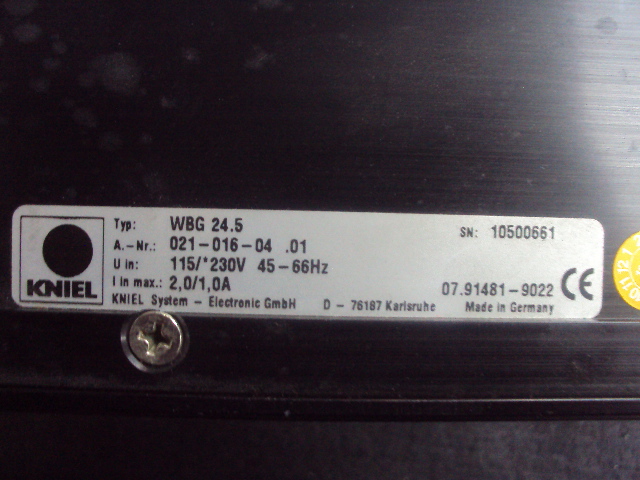 Typ: WBG 24.5 SN: 10500661
A.-Nr.: 021-016-04 .01
U in: 115/*230V 45-66Hz
I in max.: 2,0/1,0A 07.91481-9022 CE
KNIEL
KNIEL System - Electronic GmbH D - 76187 Karlsruhe Made in Germany